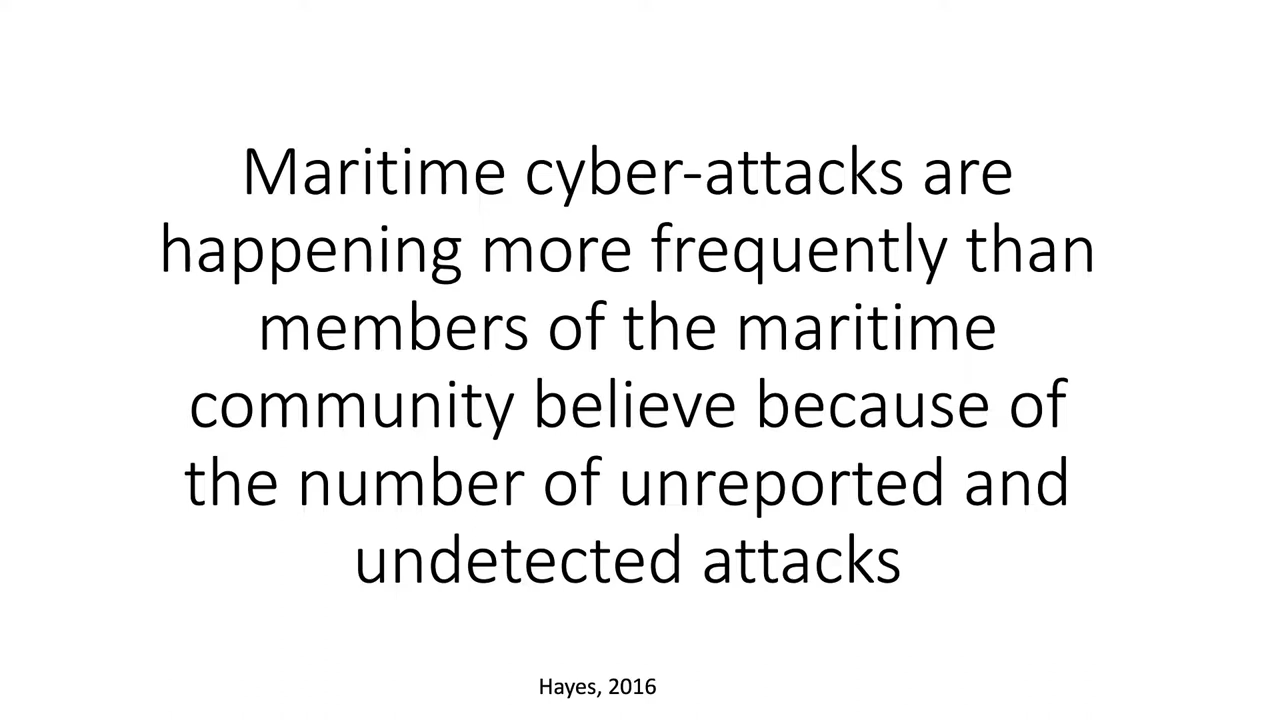 Maritime cyber-attacks are
happening more frequently than
members of the maritime
community believe because of
the number of unreported and
undetected attacks
Hayes, 2016